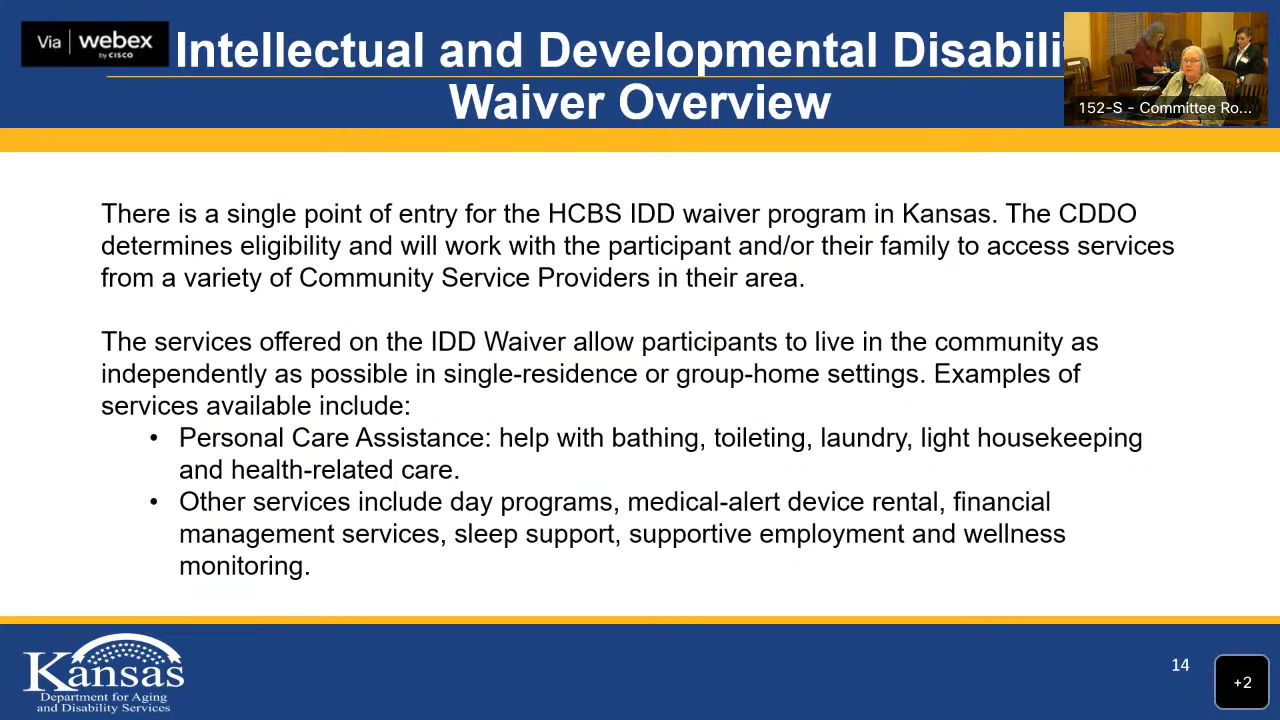 Via webex
by CISCO
Intellectual and Developmental Disabili
Waiver Overview
152-S - Committee Ro...
There is a single point of entry for the HCBS IDD waiver program in Kansas. The CDDO
determines eligibility and will work with the participant and/or their family to access services
from a variety of Community Service Providers in their area.
The services offered on the IDD Waiver allow participants to live in the community as
independently as possible in single-residence or group-home settings. Examples of
services available include:
• Personal Care Assistance: help with bathing, toileting, laundry, light housekeeping
and health-related care.
• Other services include day programs, medical-alert device rental, financial
management services, sleep support, supportive employment and wellness
monitoring.
Kansas
Department for Aging
and Disability Services
14
+2